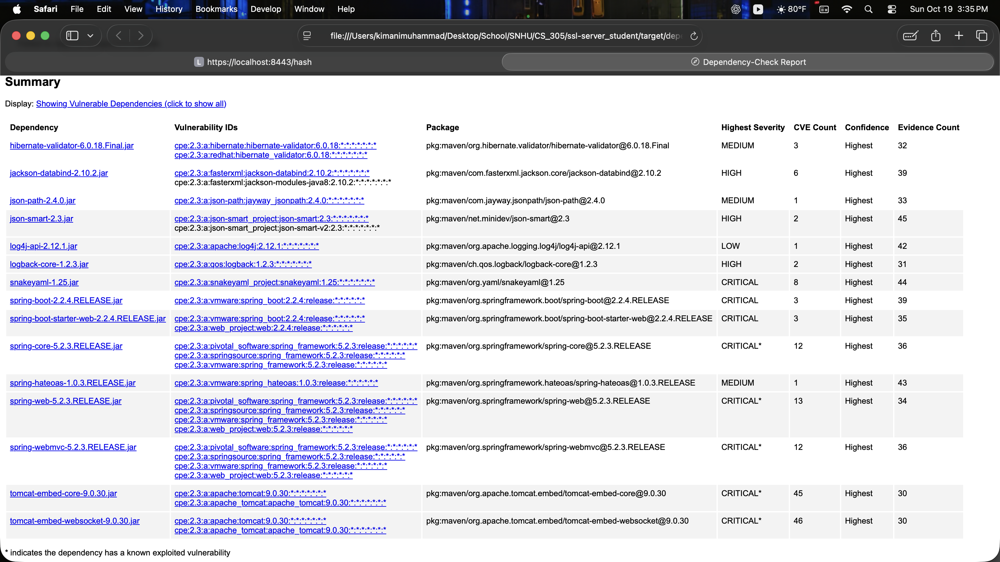 Safari File Edit View History Bookmarks Develop Window Help 80°F Sun Oct 19 3:35 PM
file:///Users/kimanimuhammad/Desktop/School/SNHU/CS_305/ssl-server_student/target/dep
L https://localhost:8443/hash Dependency-Check Report
Summary
Display: Showing Vulnerable Dependencies (click to show all)
Dependency Vulnerability IDs Package Highest Severity CVE Count Confidence Evidence Count
hibernate-validator-6.0.18.Final.jar cpe:2.3:a:hibernate:hibernate-validator:6.0.18:*:*:*:*:*:*:* pkg:maven/org.hibernate.validator/hibernate-validator@6.0.18.Final MEDIUM 3 Highest 32
cpe:2.3:a:redhat:hibernate_validator:6.0.18:*:*:*:*:*:*:*
jackson-databind-2.10.2.jar cpe:2.3:a:fasterxml:jackson-databind:2.10.2:*:*:*:*:*:*:* pkg:maven/com.fasterxml.jackson.core/jackson-databind@2.10.2 HIGH 6 Highest 39
cpe:2.3:a:fasterxml:jackson-modules-java8:2.10.2:*:*:*:*:*:*:*
json-path-2.4.0.jar cpe:2.3:a:json-path:jayway_jsonpath:2.4.0:*:*:*:*:*:*:* pkg:maven/com.jayway.jsonpath/json-path@2.4.0 MEDIUM 1 Highest 33
json-smart-2.3.jar cpe:2.3:a:json-smart_project:json-smart:2.3:*:*:*:*:*:*:* pkg:maven/net.minidev/json-smart@2.3 HIGH 2 Highest 45
cpe:2.3:a:json-smart_project:json-smart-v2:2.3:*:*:*:*:*:*:*
log4j-api-2.12.1.jar cpe:2.3:a:apache:log4j:2.12.1:*:*:*:*:*:*:* pkg:maven/org.apache.logging.log4j/log4j-api@2.12.1 LOW 1 Highest 42
logback-core-1.2.3.jar cpe:2.3:a:qos:logback:1.2.3:*:*:*:*:*:*:* pkg:maven/ch.qos.logback/logback-core@1.2.3 HIGH 2 Highest 31
snakeyaml-1.25.jar cpe:2.3:a:snakeyaml_project:snakeyaml:1.25:*:*:*:*:*:*:* pkg:maven/org.yaml/snakeyaml@1.25 CRITICAL 8 Highest 44
spring-boot-2.2.4.RELEASE.jar cpe:2.3:a:vmware:spring_boot:2.2.4:release:*:*:*:*:*:* pkg:maven/org.springframework.boot/spring-boot@2.2.4.RELEASE CRITICAL 3 Highest 39
spring-boot-starter-web-2.2.4.RELEASE.jar cpe:2.3:a:vmware:spring_boot:2.2.4:release:*:*:*:*:*:* pkg:maven/org.springframework.boot/spring-boot-starter-web@2.2.4.RELEASE CRITICAL 3 Highest 35
cpe:2.3:a:web_project:web:2.2.4:release:*:*:*:*:*:*
spring-core-5.2.3.RELEASE.jar cpe:2.3:a:pivotal_software:spring_framework:5.2.3:release:*:*:*:*:*:* pkg:maven/org.springframework/spring-core@5.2.3.RELEASE CRITICAL* 12 Highest 36
cpe:2.3:a:springsource:spring_framework:5.2.3:release:*:*:*:*:*:*
cpe:2.3:a:vmware:spring_framework:5.2.3:release:*:*:*:*:*:*
spring-hateoas-1.0.3.RELEASE.jar cpe:2.3:a:vmware:spring_hateoas:1.0.3:release:*:*:*:*:*:* pkg:maven/org.springframework.hateoas/spring-hateoas@1.0.3.RELEASE MEDIUM 1 Highest 43
spring-web-5.2.3.RELEASE.jar cpe:2.3:a:pivotal_software:spring_framework:5.2.3:release:*:*:*:*:*:* pkg:maven/org.springframework/spring-web@5.2.3.RELEASE CRITICAL* 13 Highest 34
cpe:2.3:a:springsource:spring_framework:5.2.3:release:*:*:*:*:*:*
cpe:2.3:a:vmware:spring_framework:5.2.3:release:*:*:*:*:*:*
cpe:2.3:a:web_project:web:5.2.3:release:*:*:*:*:*:*
spring-webmvc-5.2.3.RELEASE.jar cpe:2.3:a:pivotal_software:spring_framework:5.2.3:release:*:*:*:*:*:* pkg:maven/org.springframework/spring-webmvc@5.2.3.RELEASE CRITICAL* 12 Highest 36
cpe:2.3:a:springsource:spring_framework:5.2.3:release:*:*:*:*:*:*
cpe:2.3:a:vmware:spring_framework:5.2.3:release:*:*:*:*:*:*
cpe:2.3:a:web_project:web:5.2.3:release:*:*:*:*:*:*
tomcat-embed-core-9.0.30.jar cpe:2.3:a:apache:tomcat:9.0.30:*:*:*:*:*:*:* pkg:maven/org.apache.tomcat.embed/tomcat-embed-core@9.0.30 CRITICAL* 45 Highest 30
cpe:2.3:a:apache_tomcat:apache_tomcat:9.0.30:*:*:*:*:*:*:*
tomcat-embed-websocket-9.0.30.jar cpe:2.3:a:apache:tomcat:9.0.30:*:*:*:*:*:*:* pkg:maven/org.apache.tomcat.embed/tomcat-embed-websocket@9.0.30 CRITICAL* 46 Highest 30
cpe:2.3:a:apache_tomcat:apache_tomcat:9.0.30:*:*:*:*:*:*:*
* indicates the dependency has a known exploited vulnerability